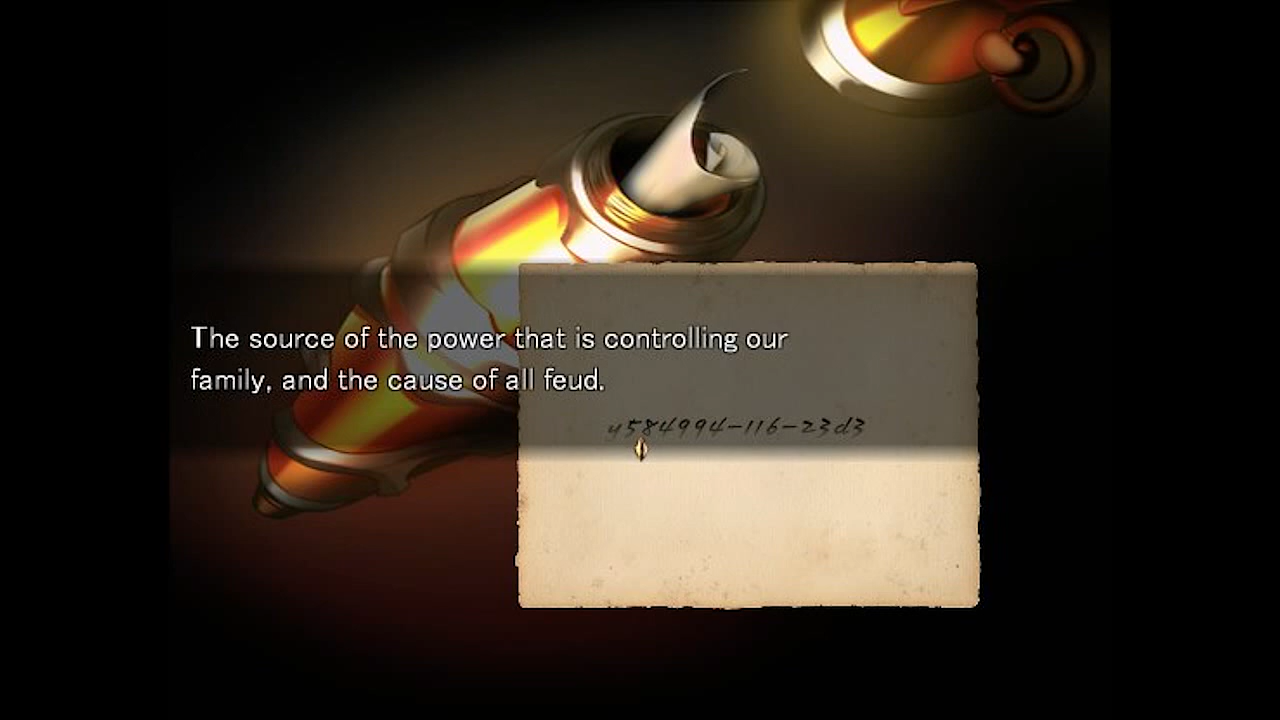 The source of the power that is controlling our
family, and the cause of all feud.
y584994-116-23d3